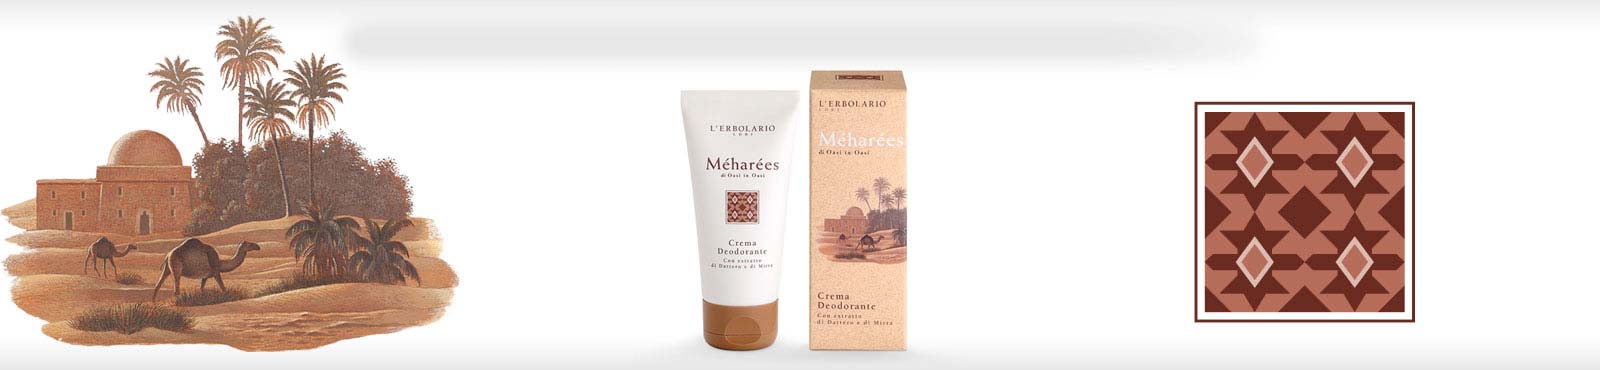 L'ERBOLARIO
LODI
Méharées
di Oasi in Oasi
Crema
Deodorante
Con estratto
di Dattero e di Mirra
L'ERBOLARIO
LODI
Méharées
di Oasi in Oasi
Crema
Deodorante
Con estratto
di Dattero e di Mirra